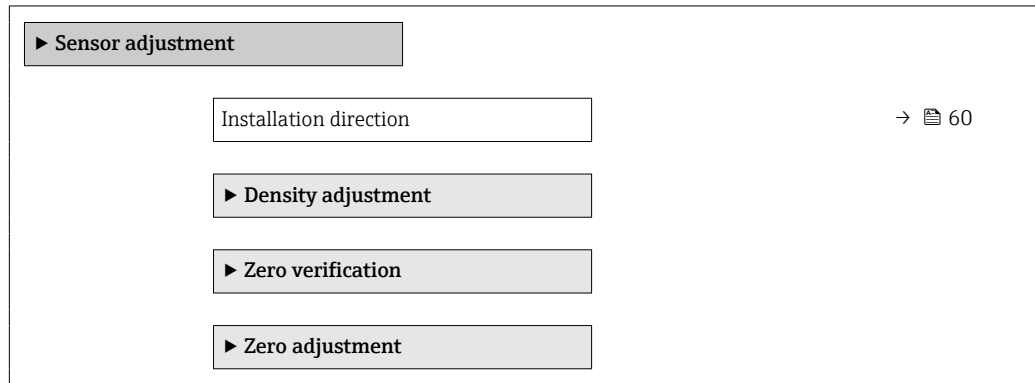 ▶ Sensor adjustment
Installation direction → 60
▶ Density adjustment
▶ Zero verification
▶ Zero adjustment